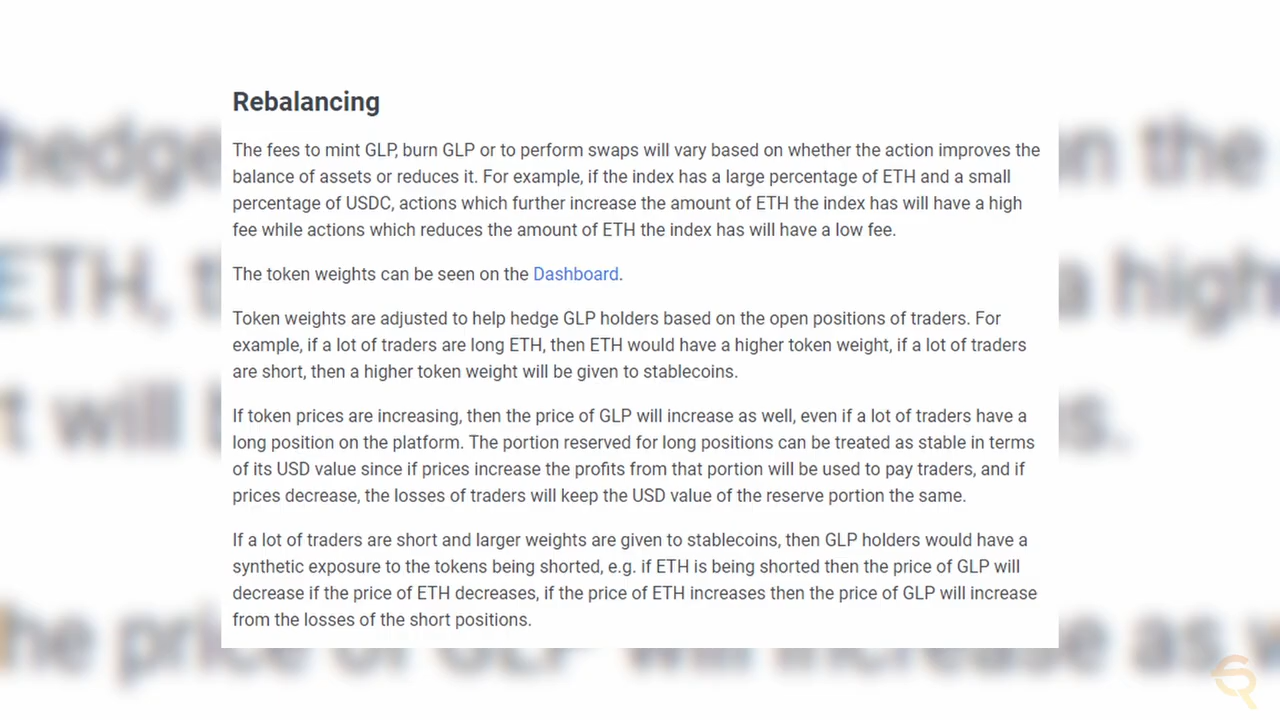 Rebalancing
The fees to mint GLP, burn GLP or to perform swaps will vary based on whether the action improves the
balance of assets or reduces it. For example, if the index has a large percentage of ETH and a small
percentage of USDC, actions which further increase the amount of ETH the index has will have a high
fee while actions which reduces the amount of ETH the index has will have a low fee.
The token weights can be seen on the Dashboard.
Token weights are adjusted to help hedge GLP holders based on the open positions of traders. For
example, if a lot of traders are long ETH, then ETH would have a higher token weight, if a lot of traders
are short, then a higher token weight will be given to stablecoins.
If token prices are increasing, then the price of GLP will increase as well, even if a lot of traders have a
long position on the platform. The portion reserved for long positions can be treated as stable in terms
of its USD value since if prices increase the profits from that portion will be used to pay traders, and if
prices decrease, the losses of traders will keep the USD value of the reserve portion the same.
If a lot of traders are short and larger weights are given to stablecoins, then GLP holders would have a
synthetic exposure to the tokens being shorted, e.g. if ETH is being shorted then the price of GLP will
decrease if the price of ETH decreases, if the price of ETH increases then the price of GLP will increase
from the losses of the short positions.